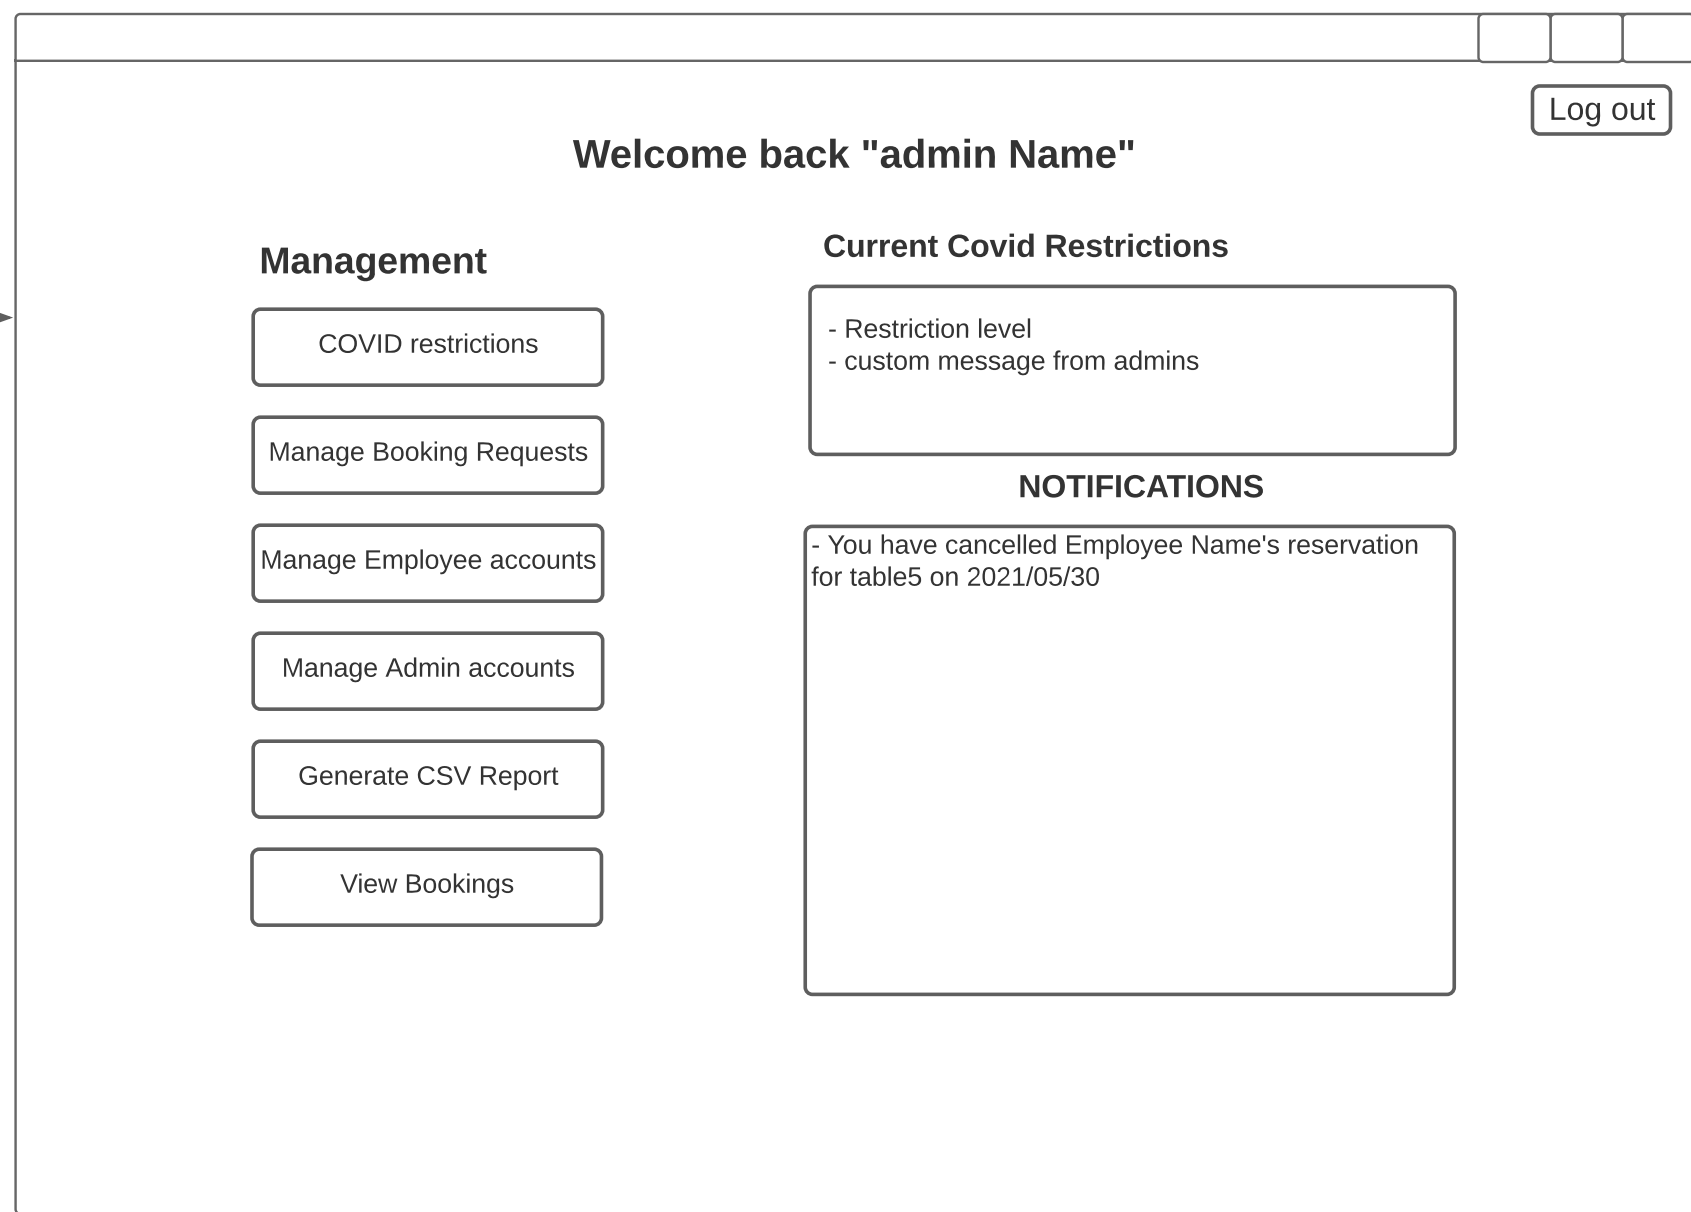 Log out
Welcome back "admin Name"
Management
COVID restrictions
Manage Booking Requests
Manage Employee accounts
Manage Admin accounts
Generate CSV Report
View Bookings
Current Covid Restrictions
- Restriction level
- custom message from admins
NOTIFICATIONS
- You have cancelled Employee Name's reservation
for table5 on 2021/05/30